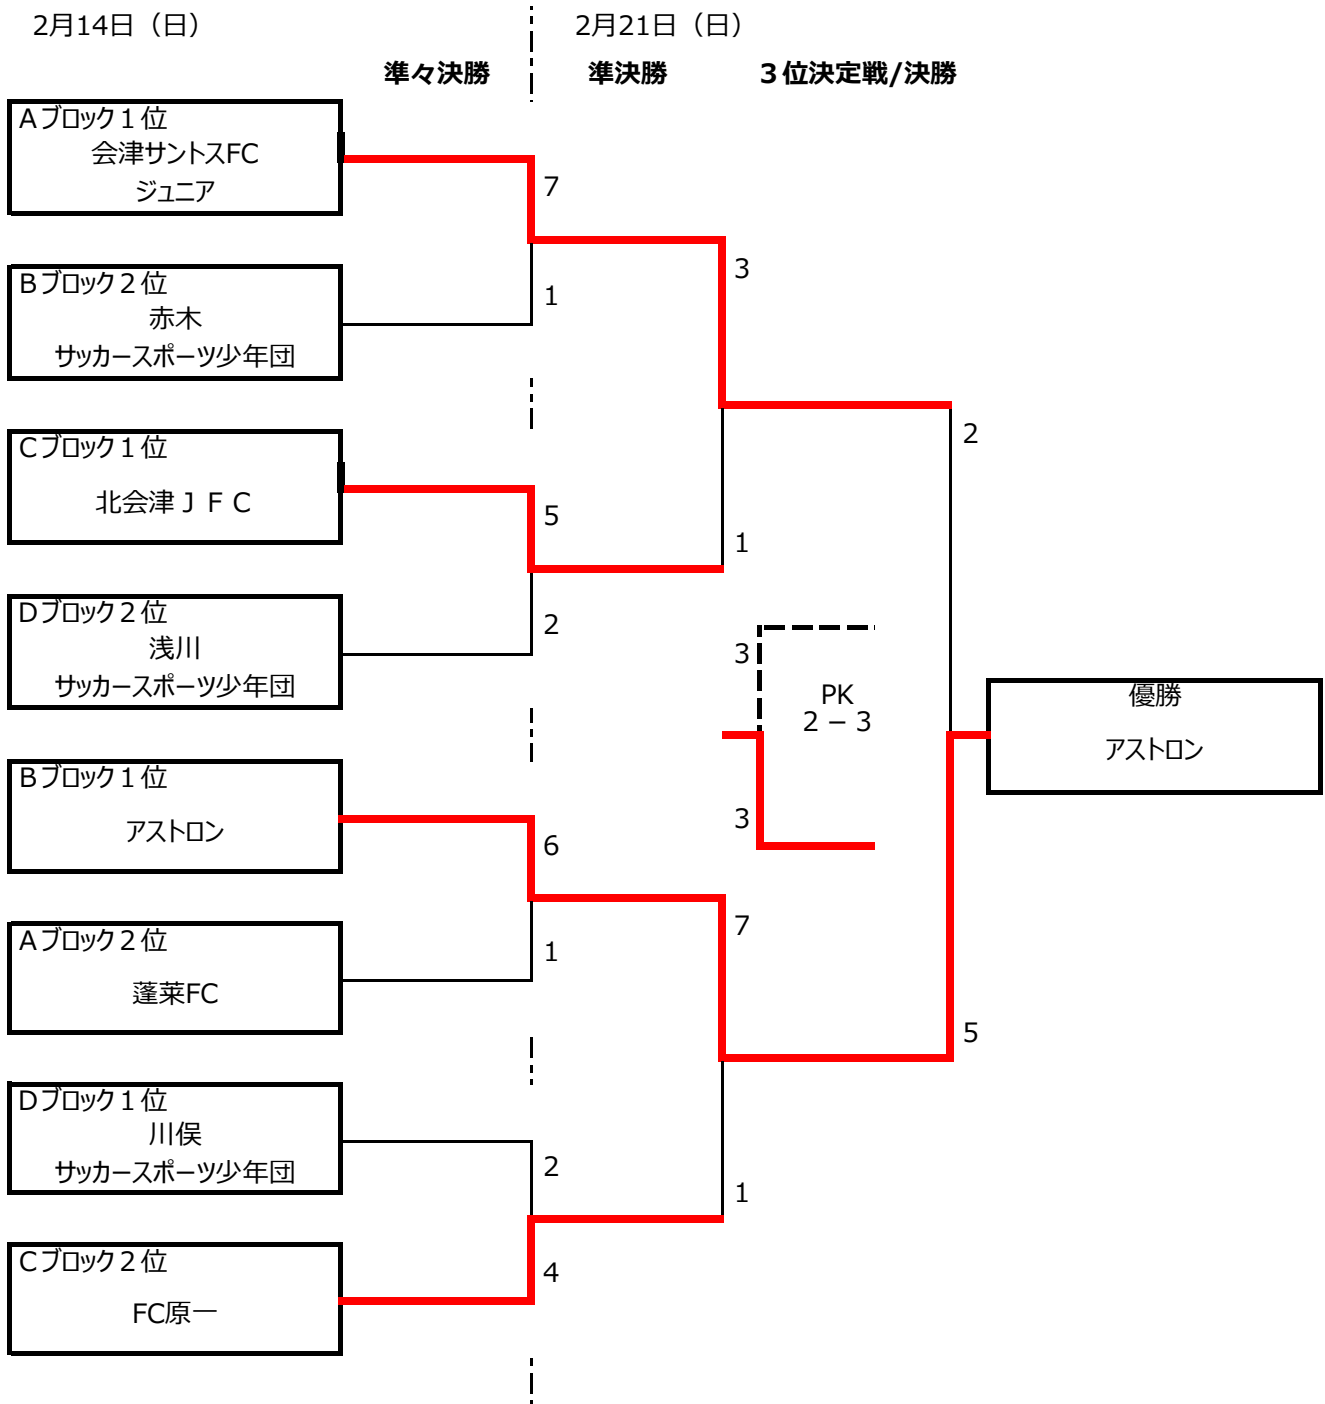 2月14日（日）
2月21日（日）
準々決勝
準決勝
３位決定戦/決勝
Ａブロック１位
会津サントスFC
ジュニア
7
Ｂブロック２位
赤木
サッカースポーツ少年団
1
3
Ｃブロック１位
北会津ＪＦＣ
5
2
1
Ｄブロック２位
浅川
サッカースポーツ少年団
2
3
PK
２－３
優勝
アストロン
Ｂブロック１位
アストロン
6
3
Ａブロック２位
蓬莱FC
1
7
5
Ｄブロック１位
川俣
サッカースポーツ少年団
2
1
Ｃブロック２位
FC原一
4